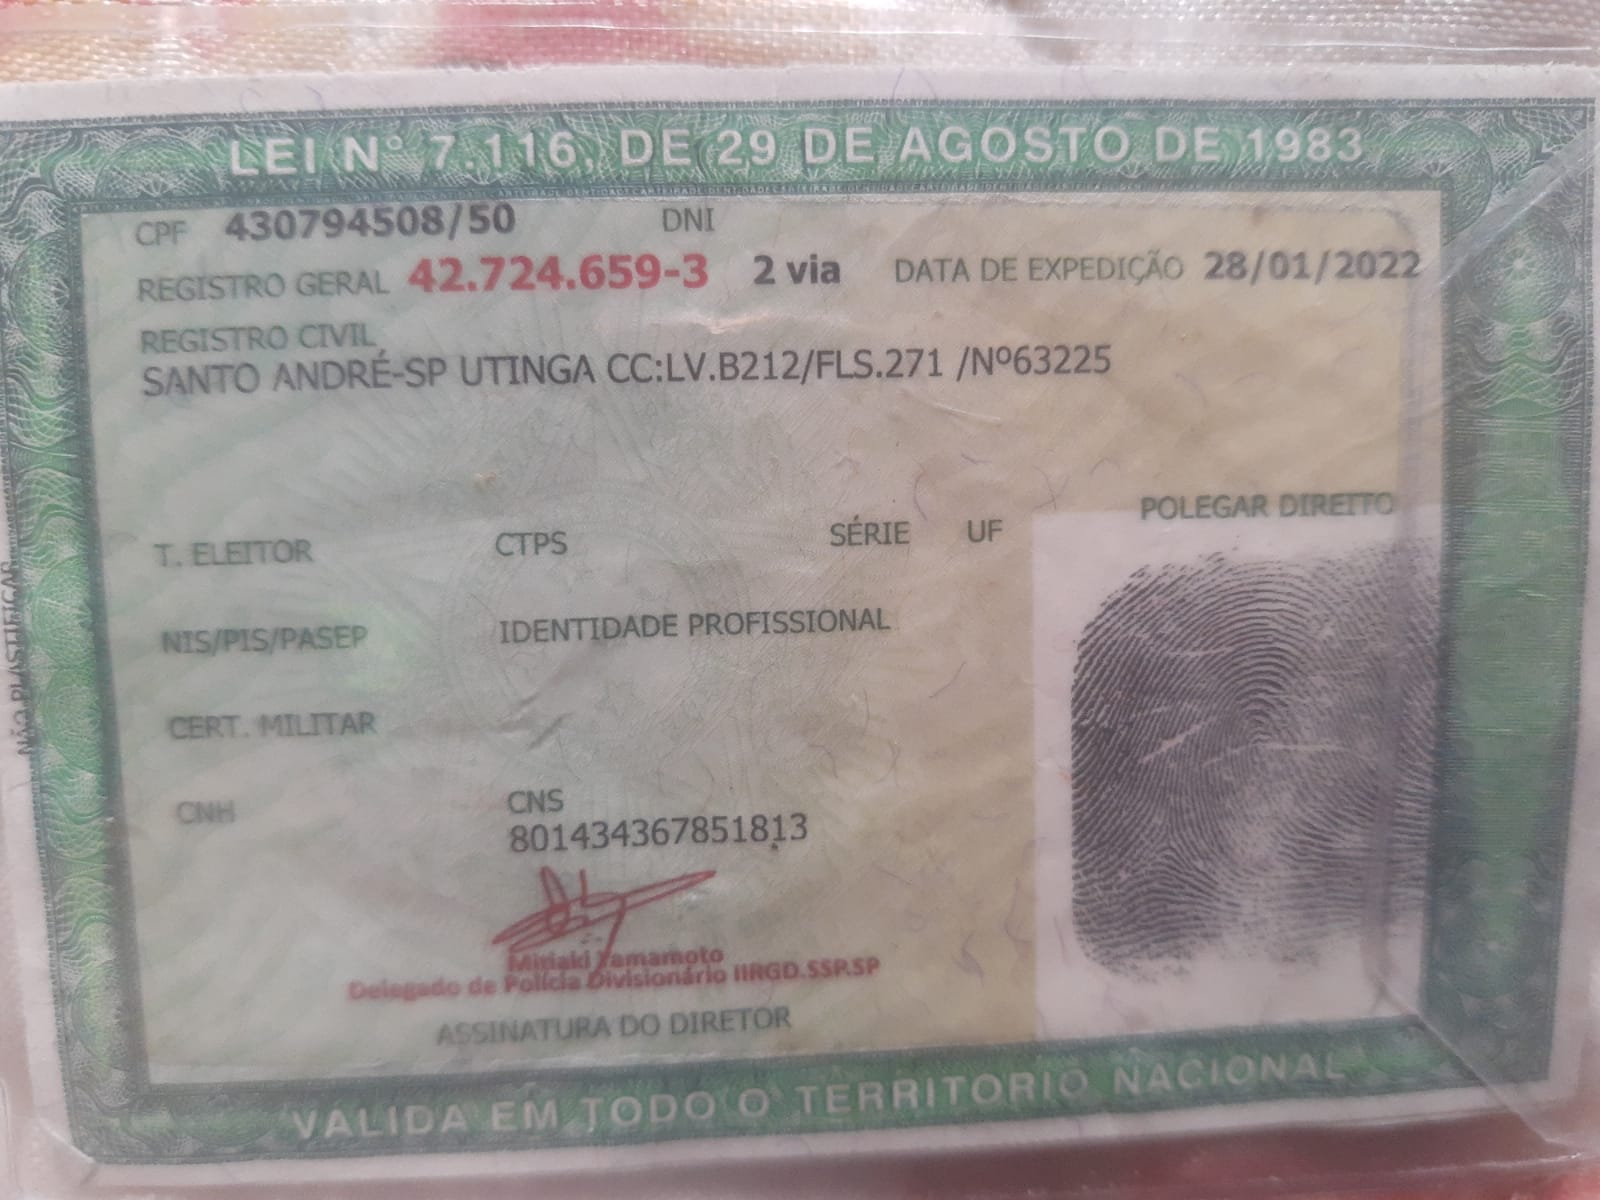 LEI Nº 7.116, DE 29 DE AGOSTO DE 1983
CPF 430794508/50 DNI
REGISTRO GERAL 42.724.659-3 2 via DATA DE EXPEDIÇÃO 28/01/2022
REGISTRO CIVIL
SANTO ANDRÉ-SP UTINGA CC:LV.B212/FLS.271 /Nº63225
POLEGAR DIREITO
T. ELEITOR CTPS SÉRIE UF
NIS/PIS/PASEP IDENTIDADE PROFISSIONAL
CERT. MILITAR
CNH CNS
801434367851813
Mitiaki Yamamoto
Delegado de Polícia Divisionário IIRGD.SSP.SP
ASSINATURA DO DIRETOR
VALIDA EM TODO O TERRITORIO NACIONAL
NÃO PLASTIFICAR